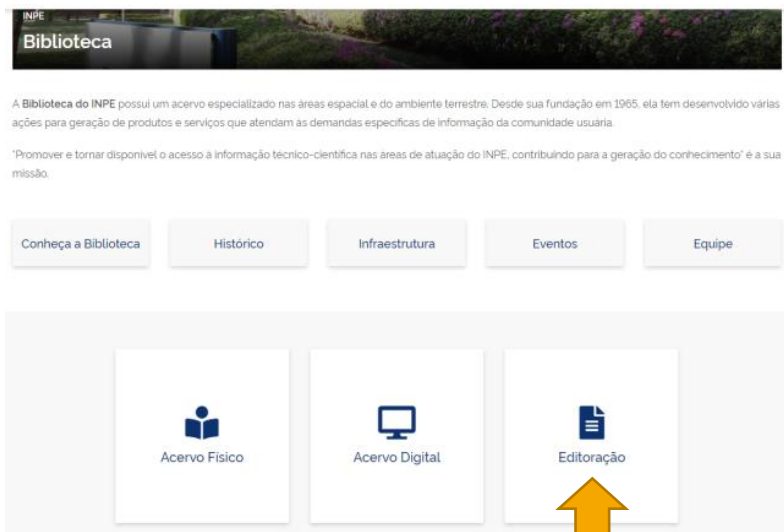 INPE
Biblioteca
A Biblioteca do INPE possui um acervo especializado nas áreas espacial e do ambiente terrestre. Desde sua fundação em 1965, ela tem desenvolvido várias
ações para geração de produtos e serviços que atendam às demandas específicas de informação da comunidade usuária.
"Promover e tornar disponível o acesso à informação técnico-científica nas áreas de atuação do INPE, contribuindo para a geração do conhecimento" é a sua
missão.
Conheça a Biblioteca
Histórico
Infraestrutura
Eventos
Equipe
Acervo Físico
Acervo Digital
Editoração